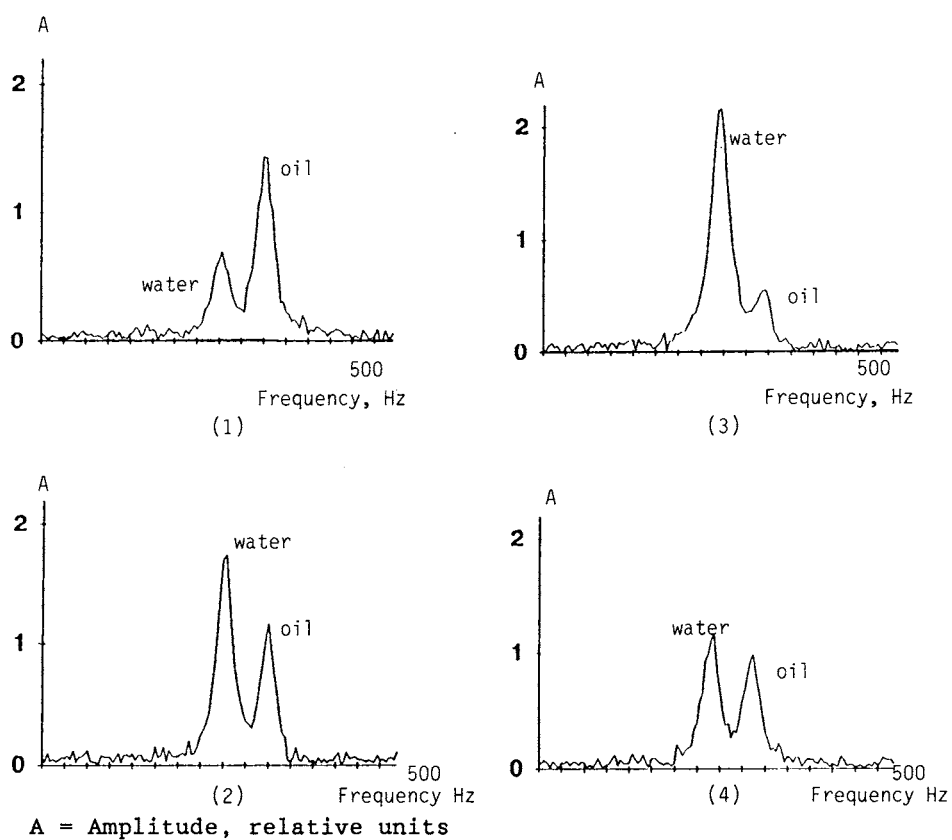 A
2
1
0
water
oil
500
Frequency, Hz
(1)
A
2
1
0
water
oil
500
Frequency, Hz
(3)
A
2
1
0
water
oil
500
Frequency Hz
(2)
A
2
1
0
water
oil
500
Frequency Hz
(4)
A = Amplitude, relative units